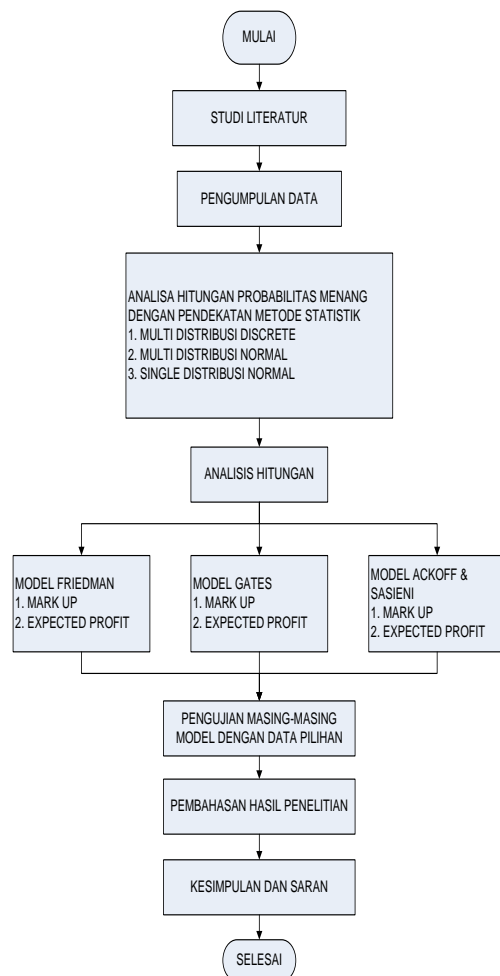 MULAI
STUDI LITERATUR
PENGUMPULAN DATA
ANALISA HITUNGAN PROBABILITAS MENANG
DENGAN PENDEKATAN METODE STATISTIK
1. MULTI DISTRIBUSI DISCRETE
2. MULTI DISTRIBUSI NORMAL
3. SINGLE DISTRIBUSI NORMAL
ANALISIS HITUNGAN
MODEL FRIEDMAN
1. MARK UP
2. EXPECTED PROFIT
MODEL GATES
1. MARK UP
2. EXPECTED PROFIT
MODEL ACKOFF &
SASIENI
1. MARK UP
2. EXPECTED PROFIT
PENGUJIAN MASING-MASING
MODEL DENGAN DATA PILIHAN
PEMBAHASAN HASIL PENELITIAN
KESIMPULAN DAN SARAN
SELESAI